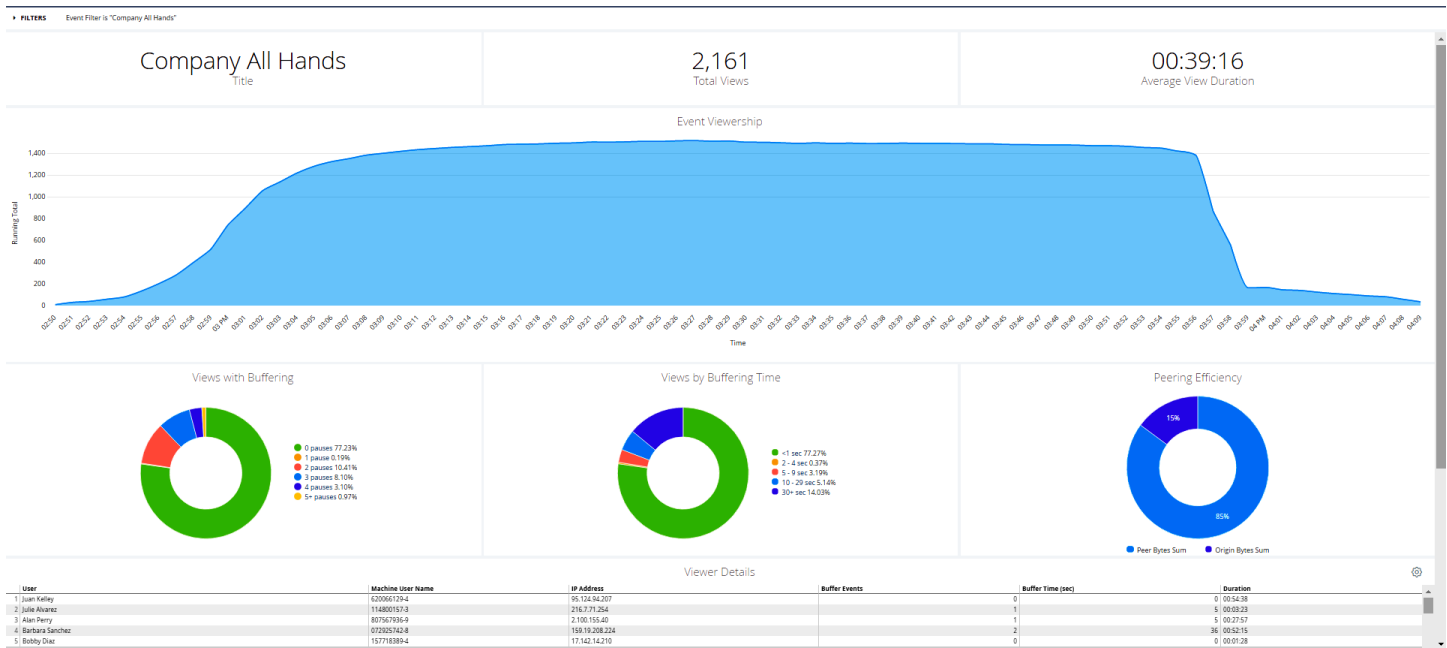 FILTERS Event Filter is "Company All Hands"
Company All Hands
Title
2,161
Total Views
00:39:16
Average View Duration
Event Viewership
Running Total
1,400
1,200
1,000
800
600
400
200
0
02:50 02:51 02:52 02:53 02:54 02:55 02:56 02:57 02:58 02:59 03 PM 03:01 03:02 03:03 03:04 03:05 03:06 03:07 03:08 03:09 03:10 03:11 03:12 03:13 03:14 03:15 03:16 03:17 03:18 03:19 03:20 03:21 03:22 03:23 03:24 03:25 03:26 03:27 03:28 03:29 03:30 03:31 03:32 03:33 03:34 03:35 03:36 03:37 03:38 03:39 03:40 03:41 03:42 03:43 03:44 03:45 03:46 03:47 03:48 03:49 03:50 03:51 03:52 03:53 03:54 03:55 03:56 03:57 03:58 03:59 04 PM 04:01 04:02 04:03 04:04 04:05 04:06 04:07 04:08 04:09
Time
Views with Buffering
0 pauses 77.23%
1 pause 0.19%
2 pauses 10.41%
3 pauses 8.10%
4 pauses 3.10%
5+ pauses 0.97%
Views by Buffering Time
<1 sec 77.27%
2 - 4 sec 0.37%
5 - 9 sec 3.19%
10 - 29 sec 5.14%
30+ sec 14.03%
Peering Efficiency
15%
85%
Peer Bytes Sum Origin Bytes Sum
Viewer Details
User Machine User Name IP Address Buffer Events Buffer Time (sec) Duration
1 Juan Kelley 620066129-4 95.124.94.207 0 0 00:54:38
2 Julie Alvarez 114800157-3 216.7.71.254 1 5 00:03:23
3 Alan Perry 807567936-9 2.100.155.40 1 5 00:27:57
4 Barbara Sanchez 072925742-8 159.19.208.224 2 36 00:52:15
5 Bobby Diaz 157718389-4 17.142.14.210 0 0 00:01:28